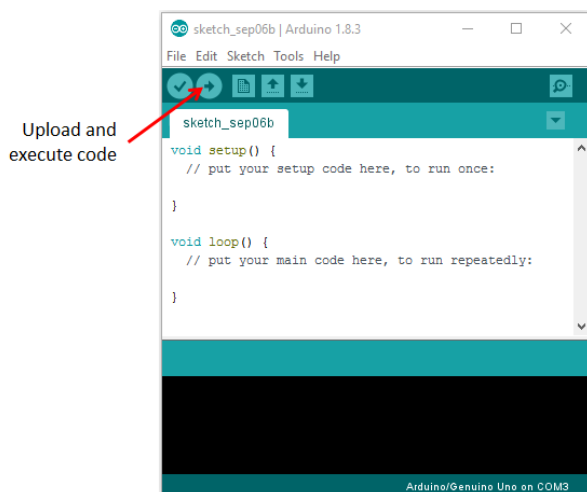 sketch_sep06b | Arduino 1.8.3
File Edit Sketch Tools Help
Upload and
execute code
sketch_sep06b
void setup() {
// put your setup code here, to run once:
}
void loop() {
// put your main code here, to run repeatedly:
}
Arduino/Genuino Uno on COM3